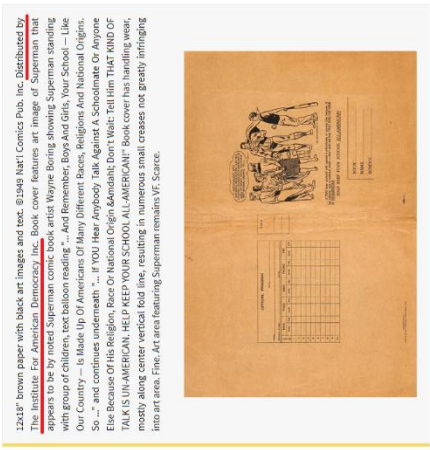 12x18" brown paper with black art images and text. ©1949 Nat'l Comics Pub. Inc. Distributed by
The Institute For American Democracy Inc. Book cover features art image of Superman that
appears to be by noted Superman comic book artist Wayne Boring showing Superman standing
with group of children, text balloon reading "... And Remember, Boys And Girls, Your School — Like
Our Country — Is Made Up Of Americans Of Many Different Races, Religions And National Origins.
So ..." and continues underneath "... If YOU Hear Anybody Talk Against A Schoolmate Or Anyone
Else Because Of His Religion, Race Or National Origin &Amdahl; Don't Wait: Tell Him THAT KIND OF
TALK IS UN-AMERICAN. HELP KEEP YOUR SCHOOL ALL-AMERICAN!" Book cover has handling wear,
mostly along center vertical fold line, resulting in numerous small creases not greatly infringing
into art area. Fine. Art area featuring Superman remains VF. Scarce.
BOOK
NAME
SCHOOL